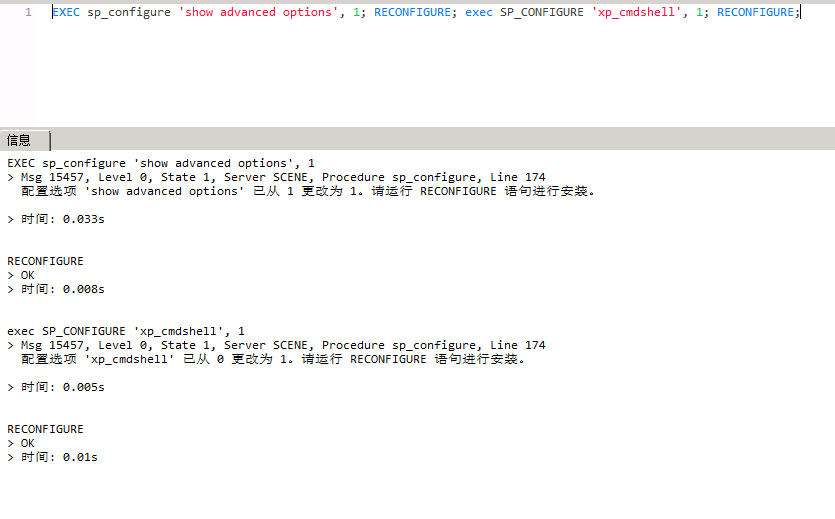 1 EXEC sp_configure 'show advanced options', 1; RECONFIGURE; exec SP_CONFIGURE 'xp_cmdshell', 1; RECONFIGURE;
信息
EXEC sp_configure 'show advanced options', 1
> Msg 15457, Level 0, State 1, Server SCENE, Procedure sp_configure, Line 174
配置选项 'show advanced options' 已从 1 更改为 1。请运行 RECONFIGURE 语句进行安装。
> 时间: 0.033s
RECONFIGURE
> OK
> 时间: 0.008s
exec SP_CONFIGURE 'xp_cmdshell', 1
> Msg 15457, Level 0, State 1, Server SCENE, Procedure sp_configure, Line 174
配置选项 'xp_cmdshell' 已从 0 更改为 1。请运行 RECONFIGURE 语句进行安装。
> 时间: 0.005s
RECONFIGURE
> OK
> 时间: 0.01s